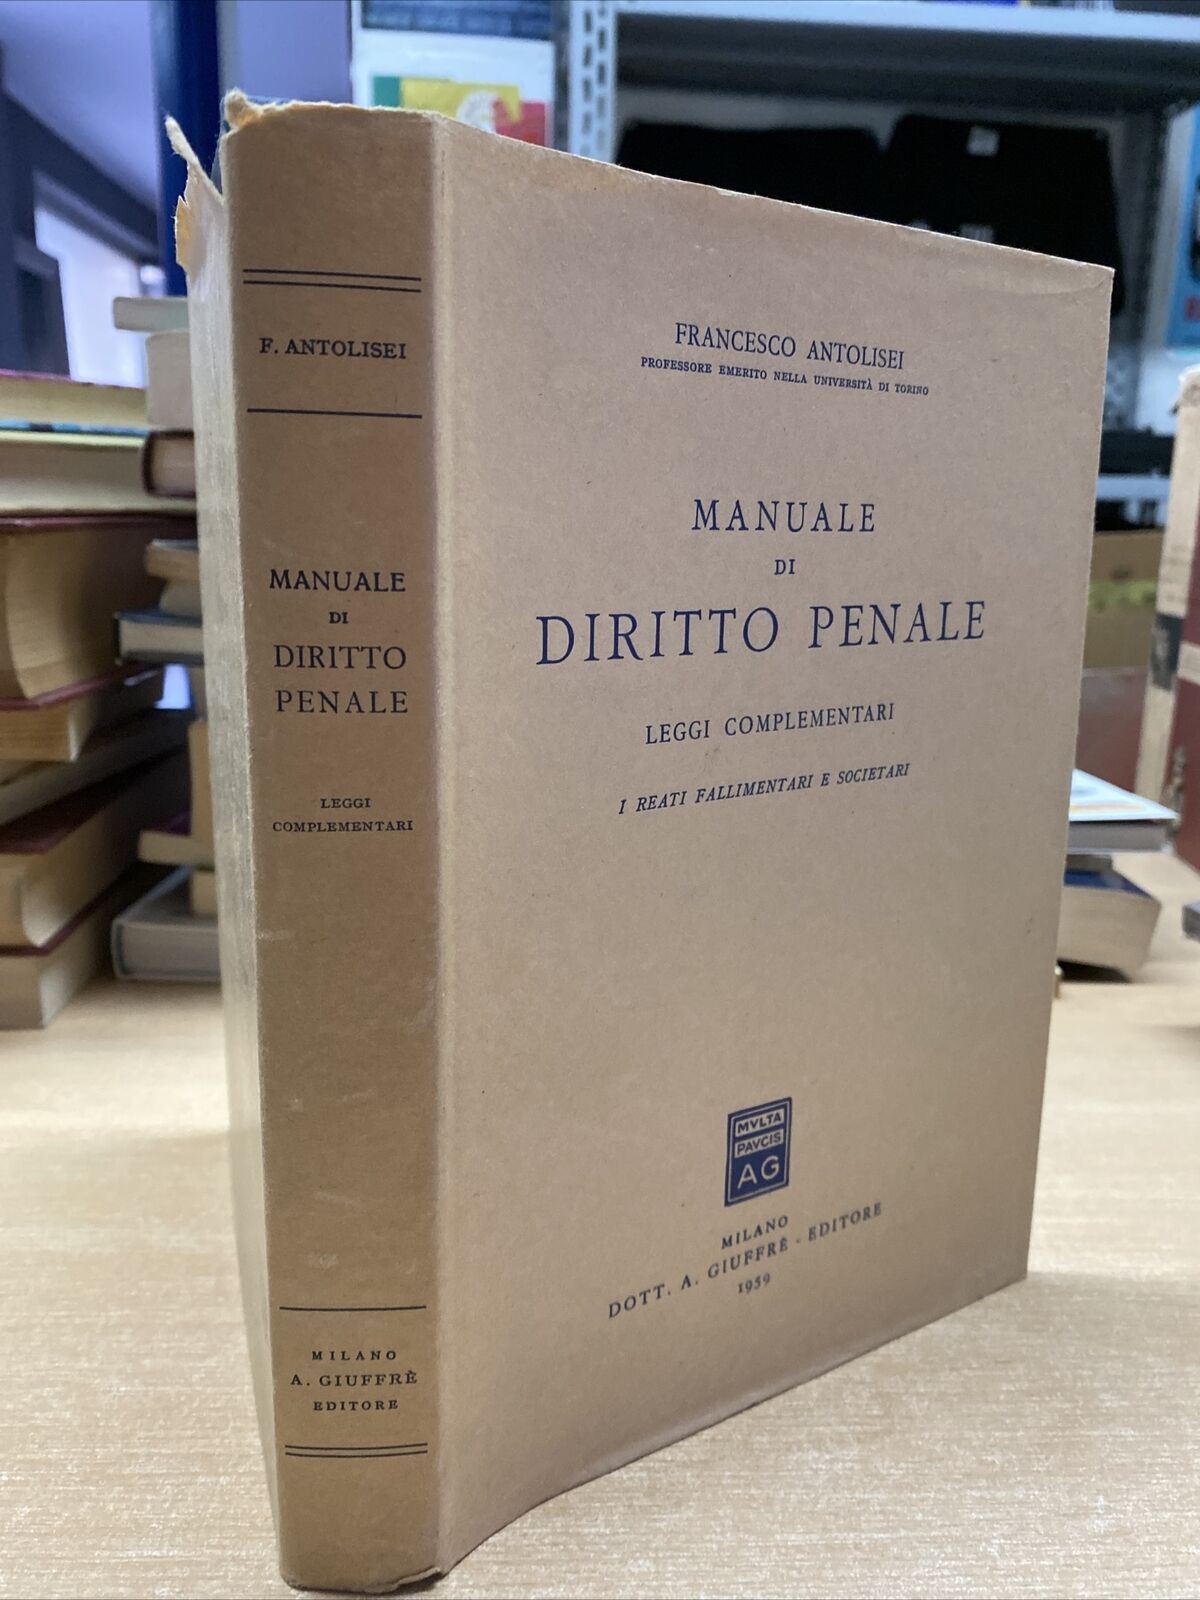 F. ANTOLISEI
MANUALE
DI
DIRITTO
PENALE
LEGGI
COMPLEMENTARI
MILANO
A. GIUFFRÈ
EDITORE
FRANCESCO ANTOLISEI
PROFESSORE EMERITO NELLA UNIVERSITÀ DI TORINO
MANUALE
DI
DIRITTO PENALE
LEGGI COMPLEMENTARI
I REATI FALLIMENTARI E SOCIETARI
MVLTA
PAVCIS
AG
MILANO
DOTT. A. GIUFFRÈ - EDITORE
1959